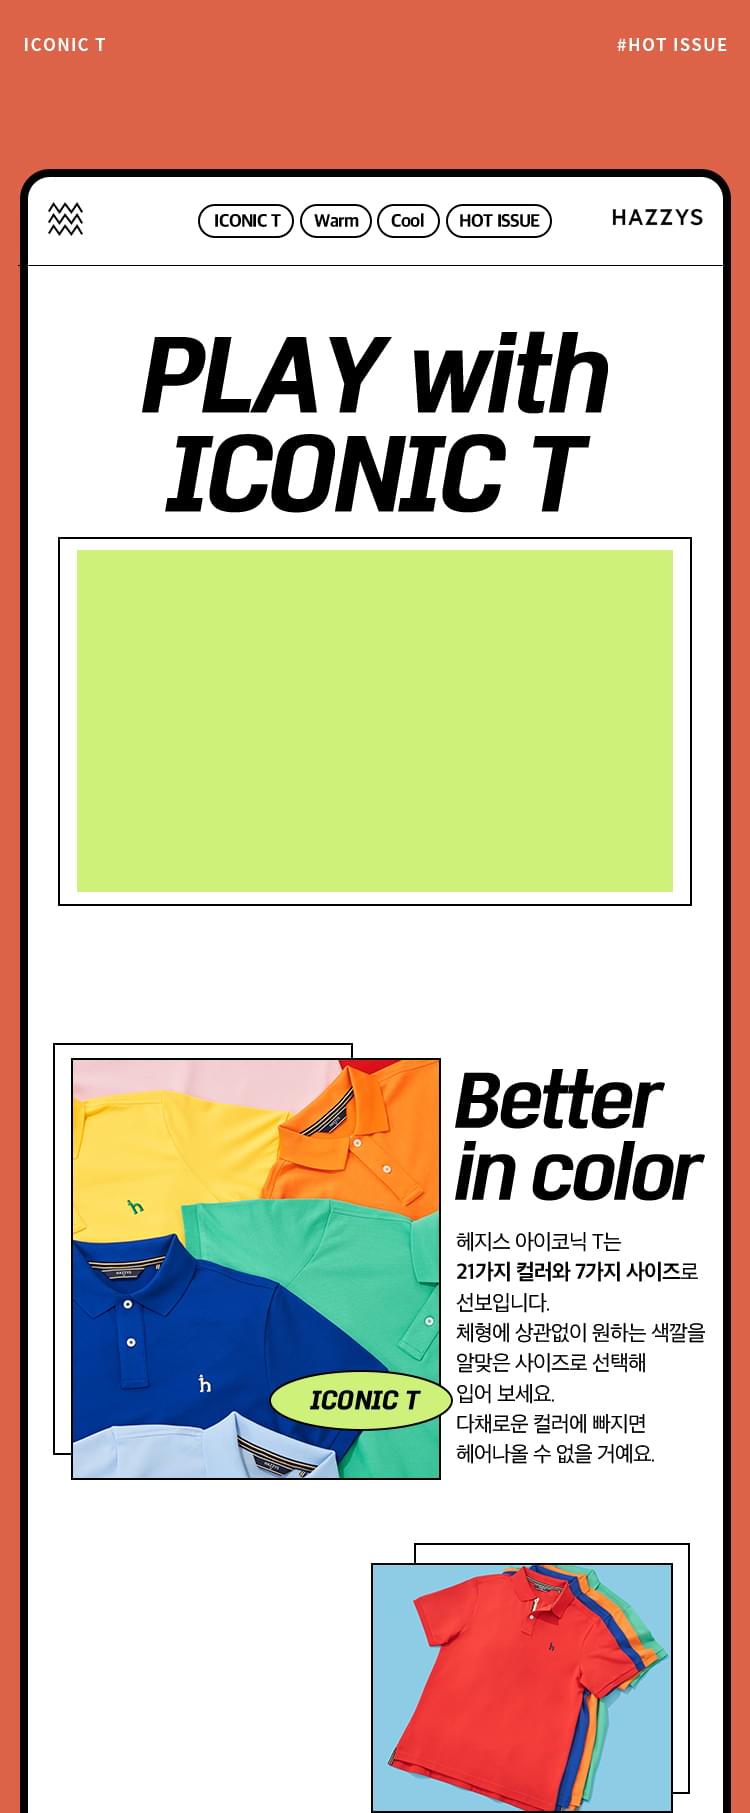 ICONIC T
#HOT ISSUE
ICONIC T
Warm
Cool
HOT ISSUE
HAZZYS
PLAY with
ICONIC T
Better
in color
헤지스 아이코닉 T는
21가지 컬러와 7가지 사이즈로
선보입니다.
체형에 상관없이 원하는 색깔을
알맞은 사이즈로 선택해
입어 보세요.
다채로운 컬러에 빠지면
헤어나올 수 없을 거예요.
h
HAZZYS
h
ICONIC T
h